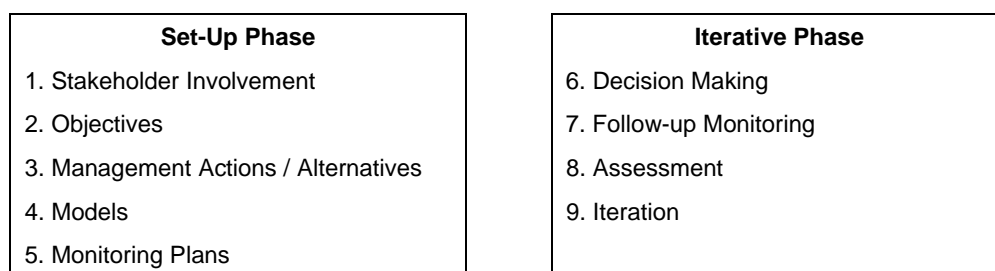 Set-Up Phase
1. Stakeholder Involvement
2. Objectives
3. Management Actions / Alternatives
4. Models
5. Monitoring Plans
Iterative Phase
6. Decision Making
7. Follow-up Monitoring
8. Assessment
9. Iteration